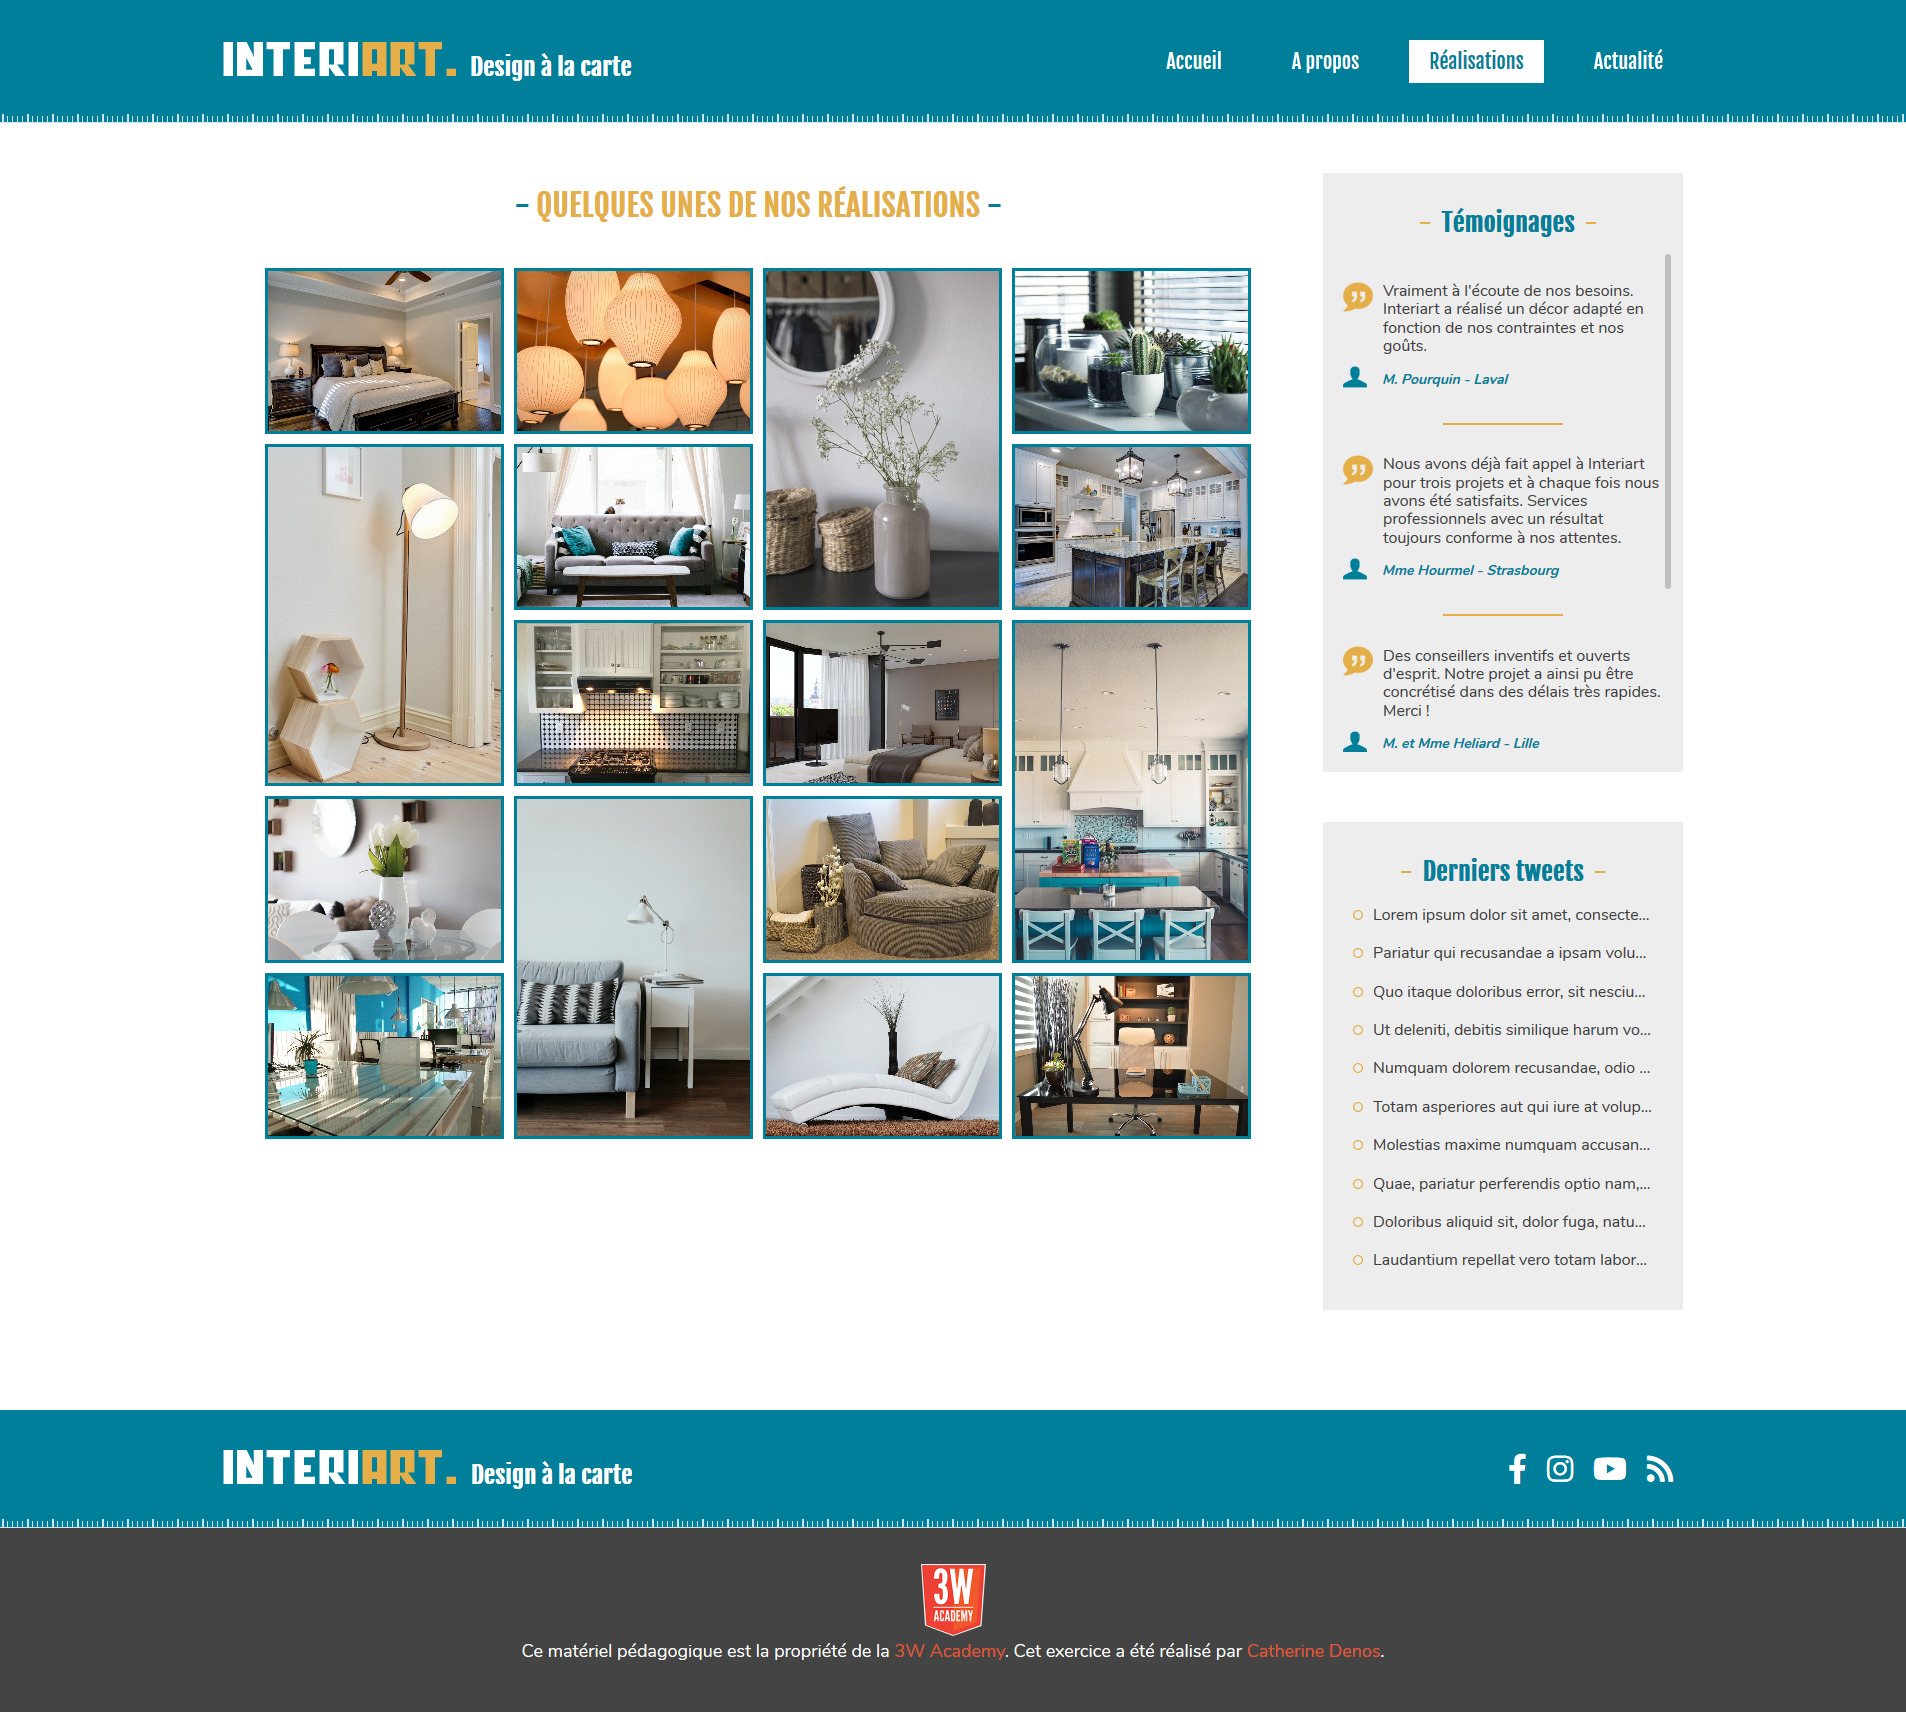 INTERIART. Design à la carte
Accueil
A propos
Réalisations
Actualité
– QUELQUES UNES DE NOS RÉALISATIONS –
– Témoignages –
Vraiment à l'écoute de nos besoins.
Interiart a réalisé un décor adapté en
fonction de nos contraintes et nos
goûts.
M. Pourquin - Laval
Nous avons déjà fait appel à Interiart
pour trois projets et à chaque fois nous
avons été satisfaits. Services
professionnels avec un résultat
toujours conforme à nos attentes.
Mme Hourmel - Strasbourg
Des conseillers inventifs et ouverts
d'esprit. Notre projet a ainsi pu être
concrétisé dans des délais très rapides.
Merci !
M. et Mme Heliard - Lille
– Derniers tweets –
Lorem ipsum dolor sit amet, consecte...
Pariatur qui recusandae a ipsam volu...
Quo itaque doloribus error, sit nesciu...
Ut deleniti, debitis similique harum vo...
Numquam dolorem recusandae, odio ...
Totam asperiores aut qui iure at volup...
Molestias maxime numquam accusan...
Quae, pariatur perferendis optio nam,...
Doloribus aliquid sit, dolor fuga, natu...
Laudantium repellat vero totam labor...
INTERIART. Design à la carte
3W
ACADEMY
Ce matériel pédagogique est la propriété de la 3W Academy. Cet exercice a été réalisé par Catherine Denos.